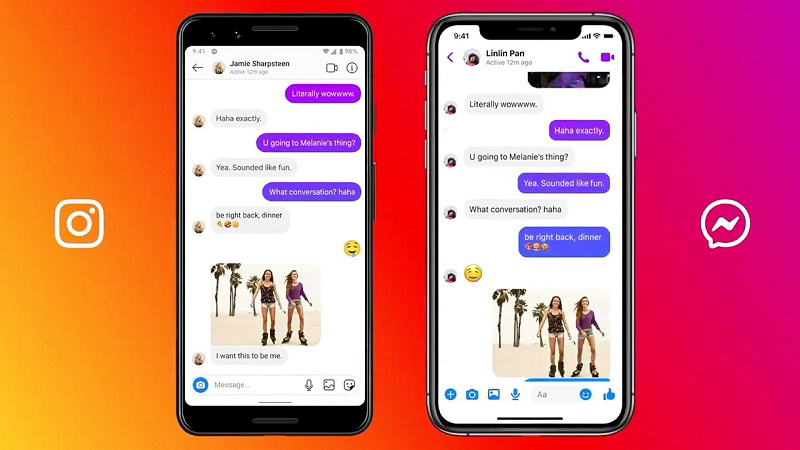 9:41
98%
Jamie Sharpsteen
Active 12m ago
Literally wowwww.
Haha exactly.
U going to Melanie's thing?
Yea. Sounded like fun.
What conversation? haha
be right back, dinner
I want this to be me.
Message...
9:41
Linlin Pan
Active 12m ago
Literally wowwww.
Haha exactly.
U going to Melanie's thing?
Yea. Sounded like fun.
What conversation? haha
be right back, dinner
Aa